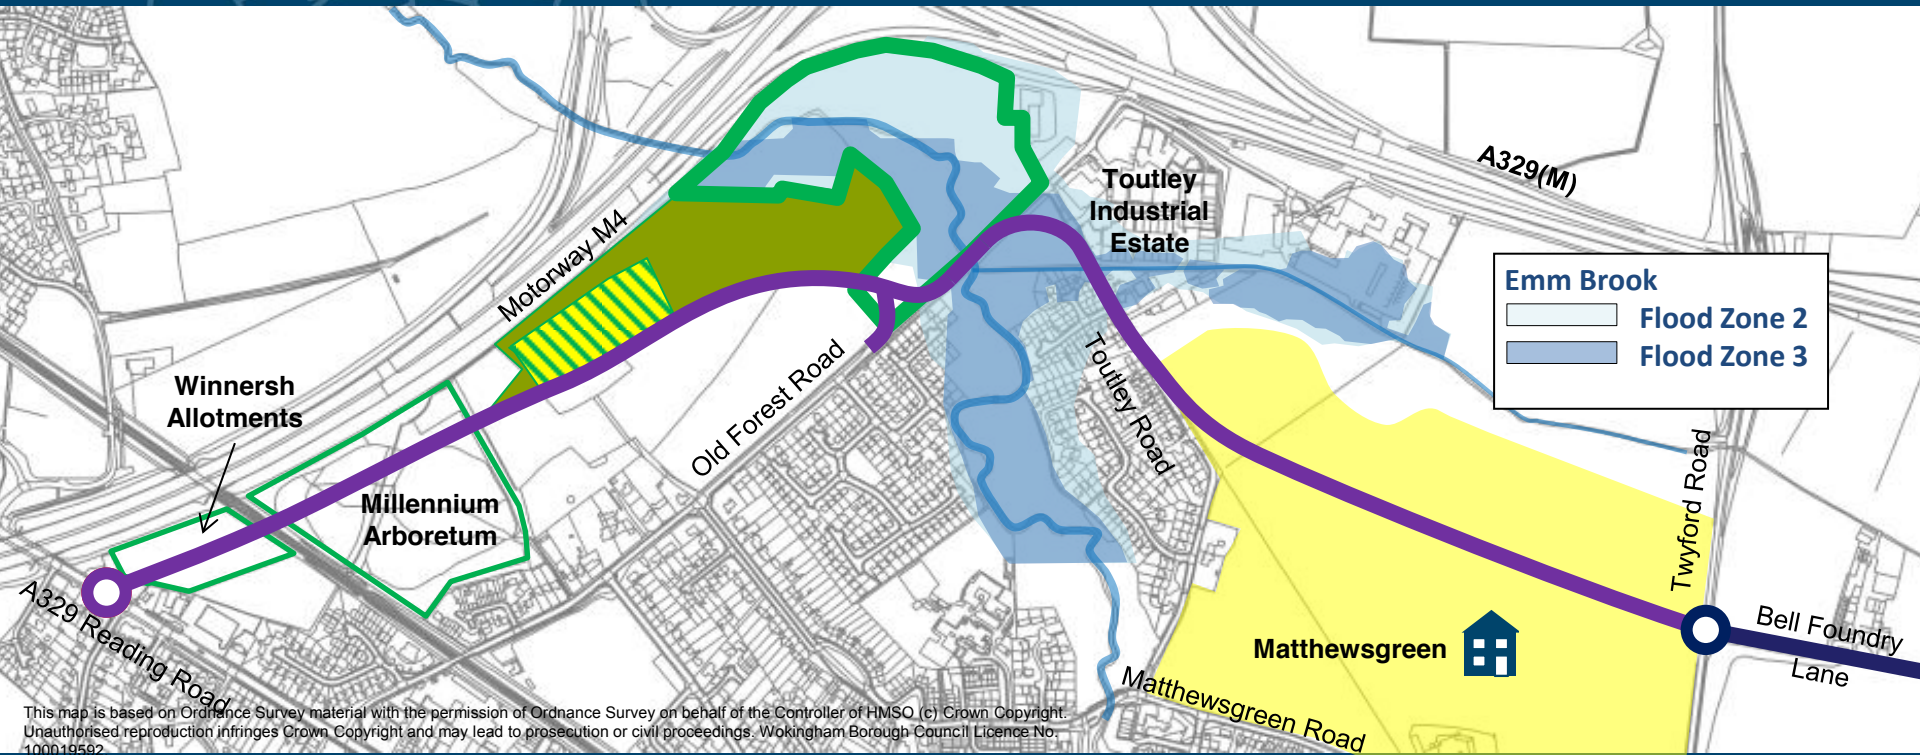 A329(M)
Toutley
Industrial
Estate
Motorway M4
Emm Brook
Flood Zone 2
Flood Zone 3
Winnersh
Allotments
Old Forest Road
Toutley Road
Millennium
Arboretum
Twyford Road
A329 Reading Road
Matthewsgreen
Bell Foundry
Lane
Matthewsgreen Road
This map is based on Ordnance Survey material with the permission of Ordnance Survey on behalf of the Controller of HMSO (c) Crown Copyright.
Unauthorised reproduction infringes Crown Copyright and may lead to prosecution or civil proceedings. Wokingham Borough Council Licence No.
100019592